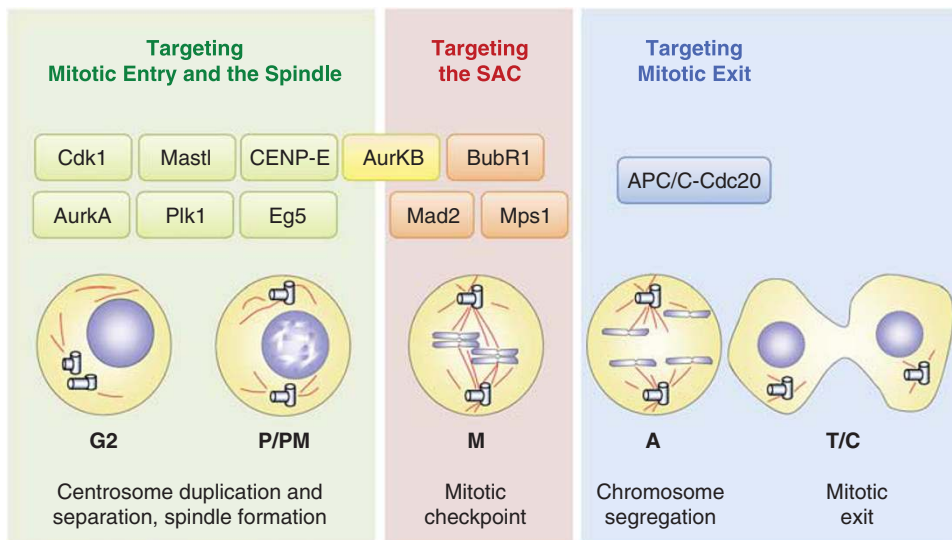 Targeting
Mitotic Entry and the Spindle
Targeting
the SAC
Targeting
Mitotic Exit
Cdk1
Mastl
CENP-E
AurKB
BubR1
APC/C-Cdc20
AurkA
Plk1
Eg5
Mad2
Mps1
G2
P/PM
M
A
T/C
Centrosome duplication and
separation, spindle formation
Mitotic
checkpoint
Chromosome
segregation
Mitotic
exit